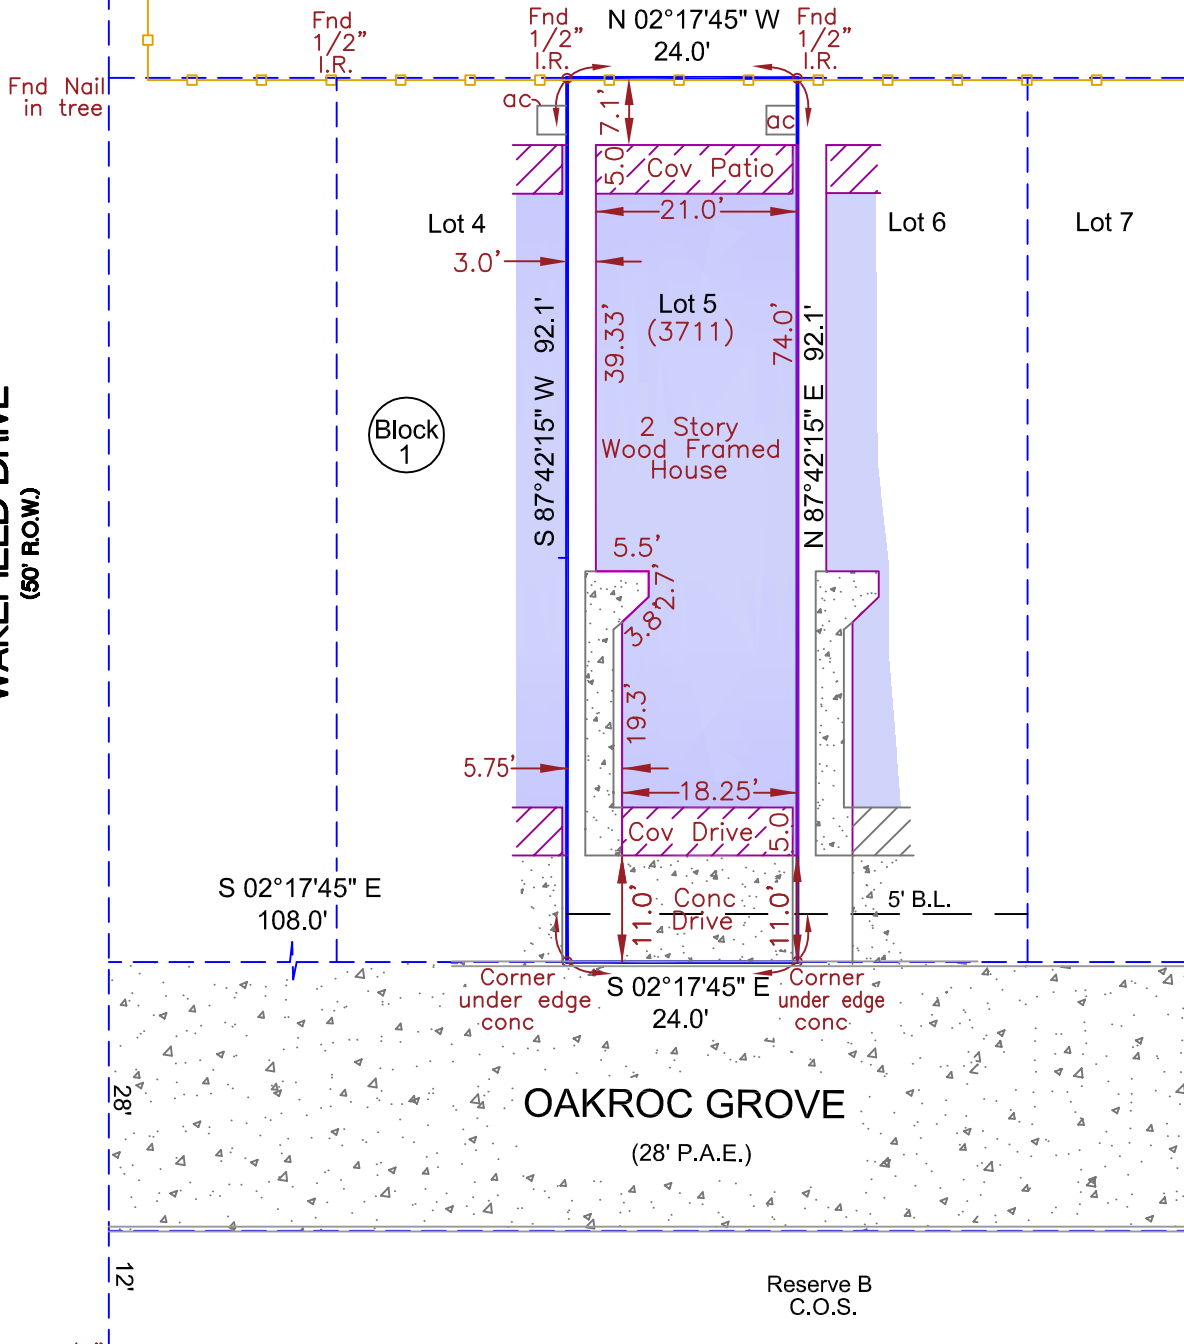 Fnd
1/2"
I.R.
Fnd
1/2"
I.R.
N 02°17'45" W
24.0'
Fnd
1/2"
I.R.
Fnd Nail
in tree
ac
7.1'
ac
5.0
Cov Patio
21.0'
Lot 4
Lot 6
Lot 7
3.0'
Lot 5
(3711)
39.33'
74.0'
S 87°42'15" W 92.1'
N 87°42'15" E 92.1'
Block
1
2 Story
Wood Framed
House
(50' R.O.W.)
5.5'
2.7'
3.8'
19.3'
5.75'
18.25'
Cov Drive
5.0
S 02°17'45" E
108.0'
11.0'
Conc
Drive
11.0'
5' B.L.
Corner
under edge
conc
S 02°17'45" E
24.0'
Corner
under edge
conc
28'
OAKROC GROVE
(28' P.A.E.)
12'
Reserve B
C.O.S.